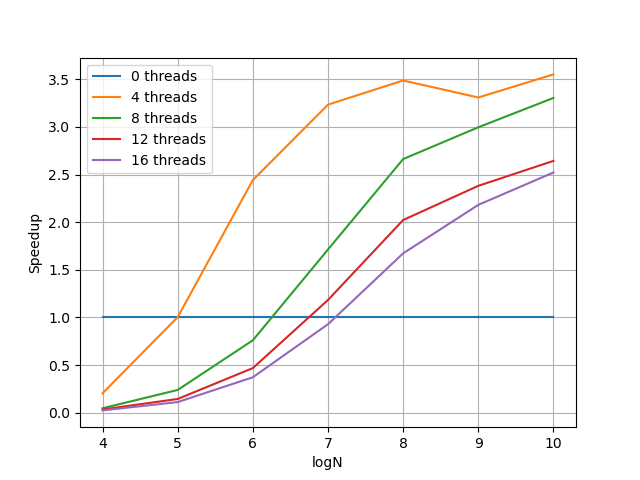 0 threads
4 threads
8 threads
12 threads
16 threads
3.5
3.0
2.5
2.0
1.5
1.0
0.5
0.0
Speedup
4 5 6 7 8 9 10
logN